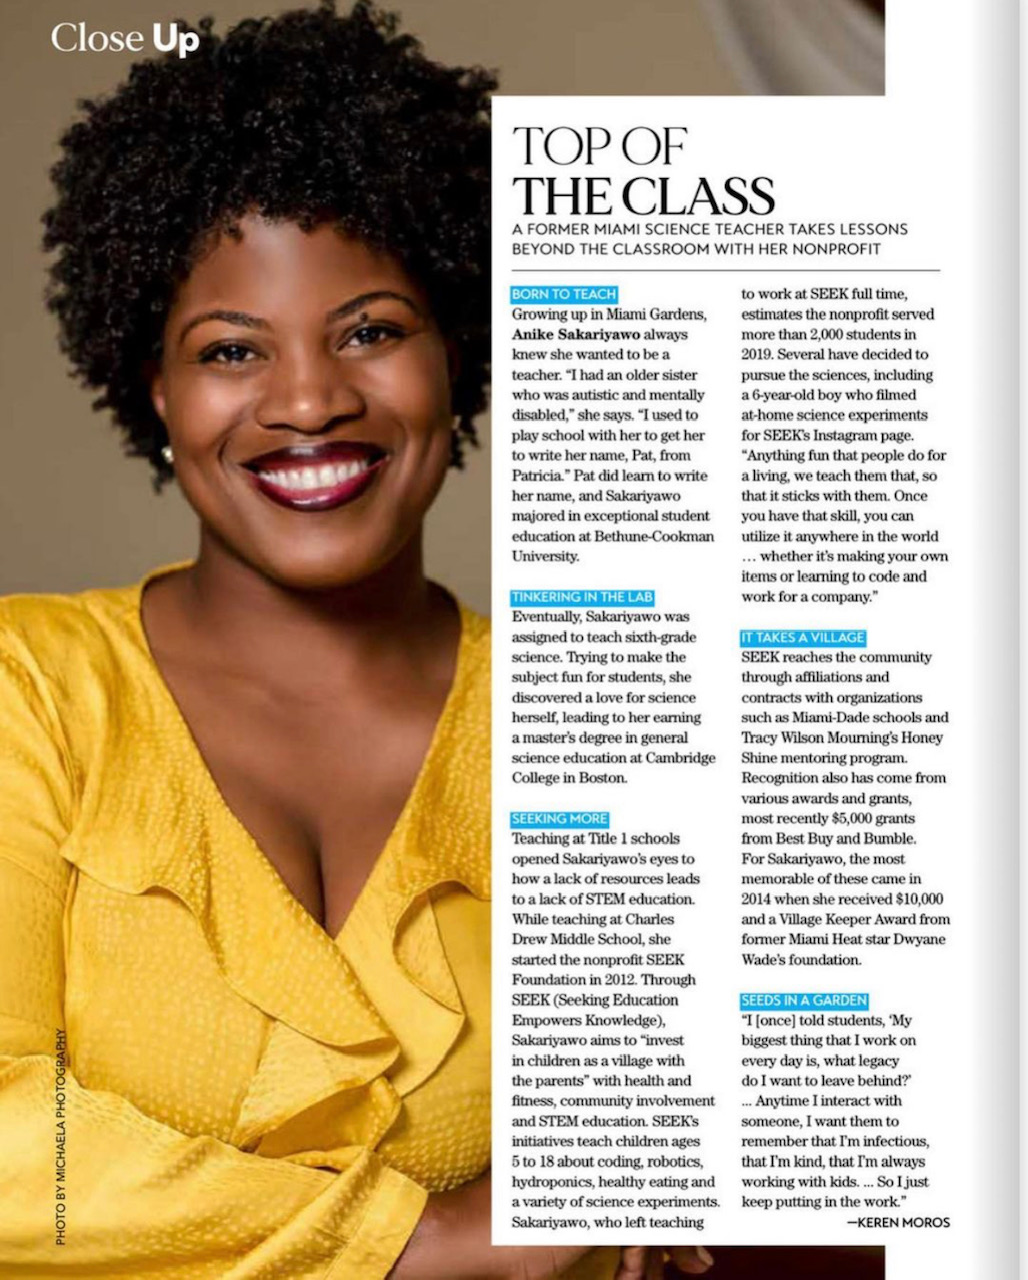 Close Up
TOP OF
THE CLASS
A FORMER MIAMI SCIENCE TEACHER TAKES LESSONS
BEYOND THE CLASSROOM WITH HER NONPROFIT
BORN TO TEACH
Growing up in Miami Gardens,
Anike Sakariyawo always
knew she wanted to be a
teacher. “I had an older sister
who was autistic and mentally
disabled,” she says. “I used to
play school with her to get her
to write her name, Pat, from
Patricia.” Pat did learn to write
her name, and Sakariyawo
majored in exceptional student
education at Bethune-Cookman
University.
TINKERING IN THE LAB
Eventually, Sakariyawo was
assigned to teach sixth-grade
science. Trying to make the
subject fun for students, she
discovered a love for science
herself, leading to her earning
a master’s degree in general
science education at Cambridge
College in Boston.
SEEKING MORE
Teaching at Title 1 schools
opened Sakariyawo’s eyes to
how a lack of resources leads
to a lack of STEM education.
While teaching at Charles
Drew Middle School, she
started the nonprofit SEEK
Foundation in 2012. Through
SEEK (Seeking Education
Empowers Knowledge),
Sakariyawo aims to “invest
in children as a village with
the parents” with health and
fitness, community involvement
and STEM education. SEEK’s
initiatives teach children ages
5 to 18 about coding, robotics,
hydroponics, healthy eating and
a variety of science experiments.
Sakariyawo, who left teaching
to work at SEEK full time,
estimates the nonprofit served
more than 2,000 students in
2019. Several have decided to
pursue the sciences, including
a 6-year-old boy who filmed
at-home science experiments
for SEEK’s Instagram page.
“Anything fun that people do for
a living, we teach them that, so
that it sticks with them. Once
you have that skill, you can
utilize it anywhere in the world
… whether it’s making your own
items or learning to code and
work for a company.”
IT TAKES A VILLAGE
SEEK reaches the community
through affiliations and
contracts with organizations
such as Miami-Dade schools and
Tracy Wilson Mourning’s Honey
Shine mentoring program.
Recognition also has come from
various awards and grants,
most recently $5,000 grants
from Best Buy and Bumble.
For Sakariyawo, the most
memorable of these came in
2014 when she received $10,000
and a Village Keeper Award from
former Miami Heat star Dwyane
Wade’s foundation.
SEEDS IN A GARDEN
“I [once] told students, ‘My
biggest thing that I work on
every day is, what legacy
do I want to leave behind?’
... Anytime I interact with
someone, I want them to
remember that I’m infectious,
that I’m kind, that I’m always
working with kids. ... So I just
keep putting in the work.”
—KEREN MOROS
PHOTO BY MICHAELA PHOTOGRAPHY